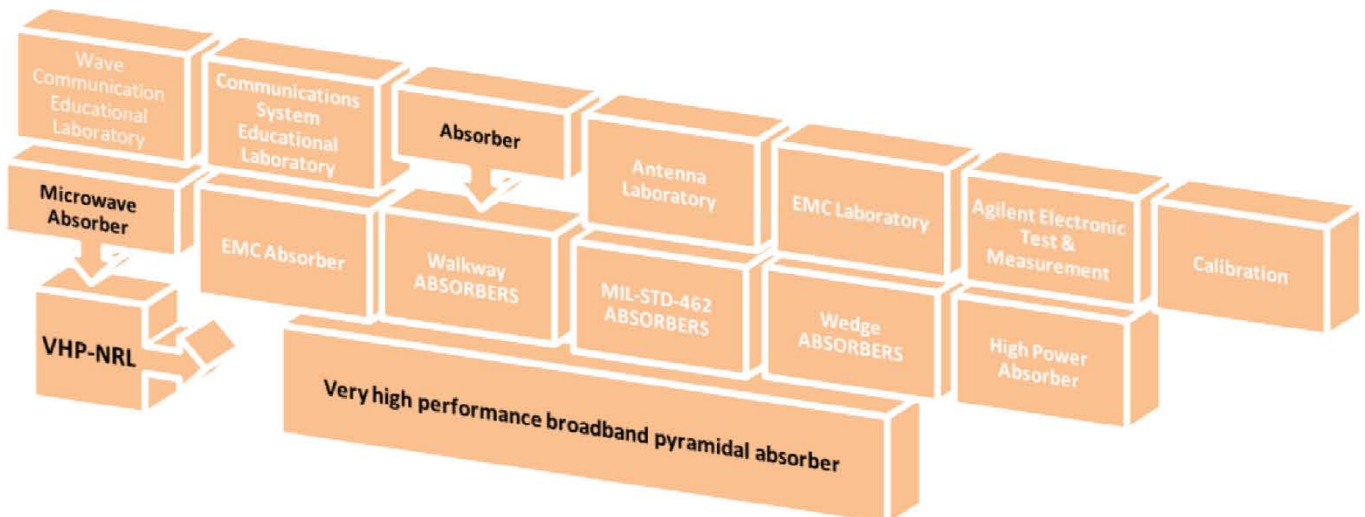 Wave
Communication
Educational
Laboratory
Communications
System
Educational
Laboratory
Absorber
Antenna
Laboratory
EMC Laboratory
Agilent Electronic
Test &
Measurement
Calibration
Microwave
Absorber
EMC Absorber
Walkway
ABSORBERS
MIL-STD-462
ABSORBERS
Wedge
ABSORBERS
High Power
Absorber
VHP-NRL
Very high performance broadband pyramidal absorber